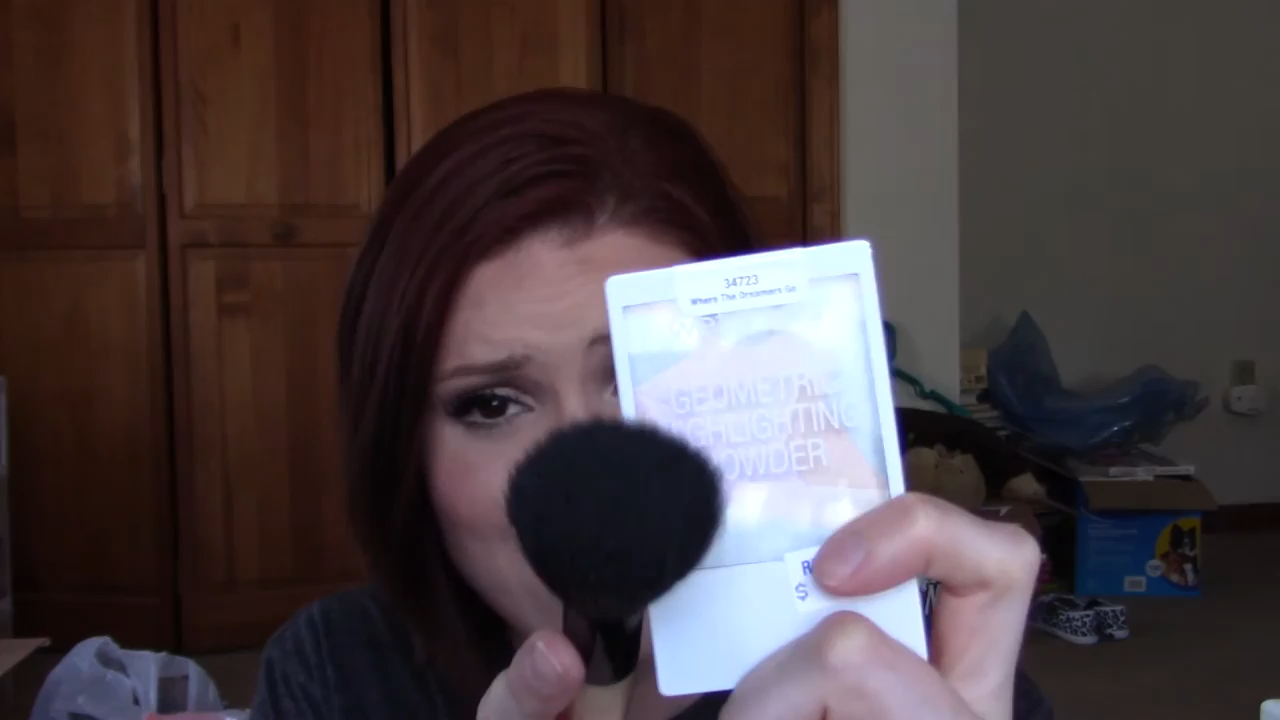 34723
Where The Dreamers Go
GEOMETRIC
HIGHLIGHTING
POWDER
R
$